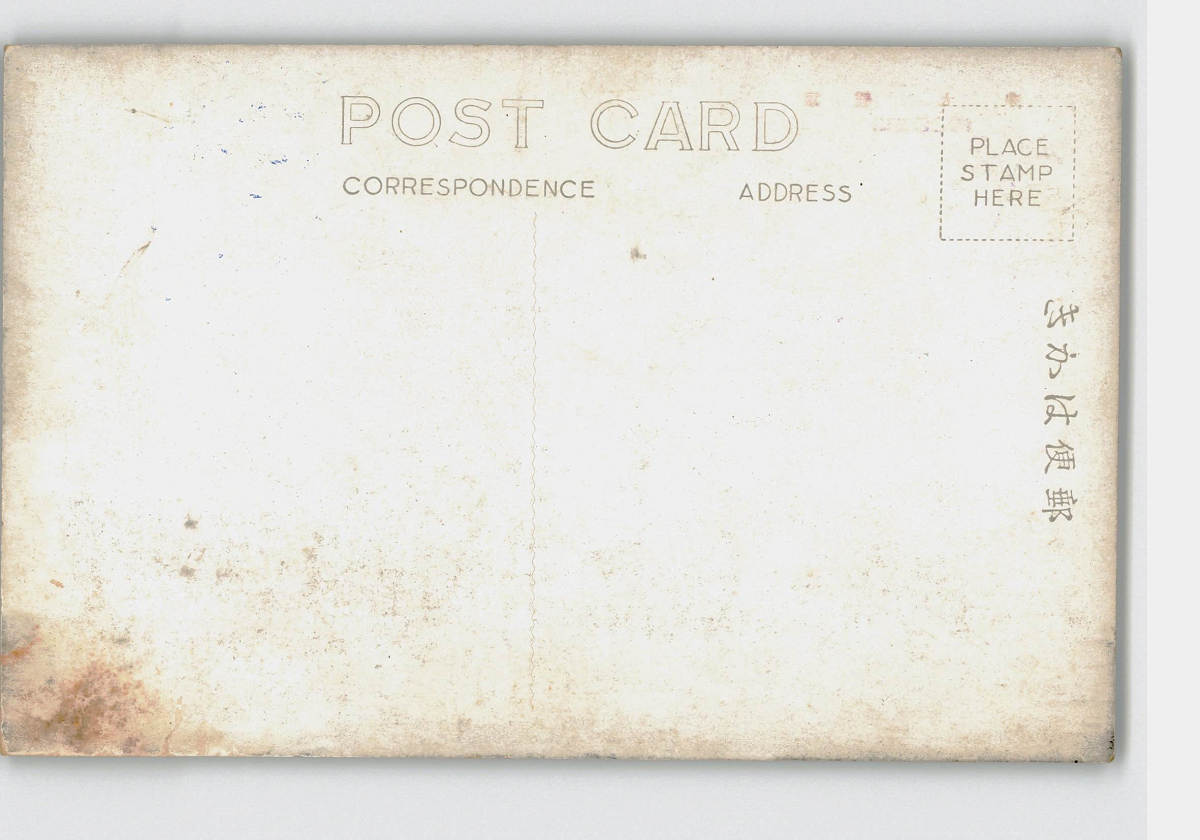 POST CARD
CORRESPONDENCE
ADDRESS
PLACE
STAMP
HERE
郵便はかき